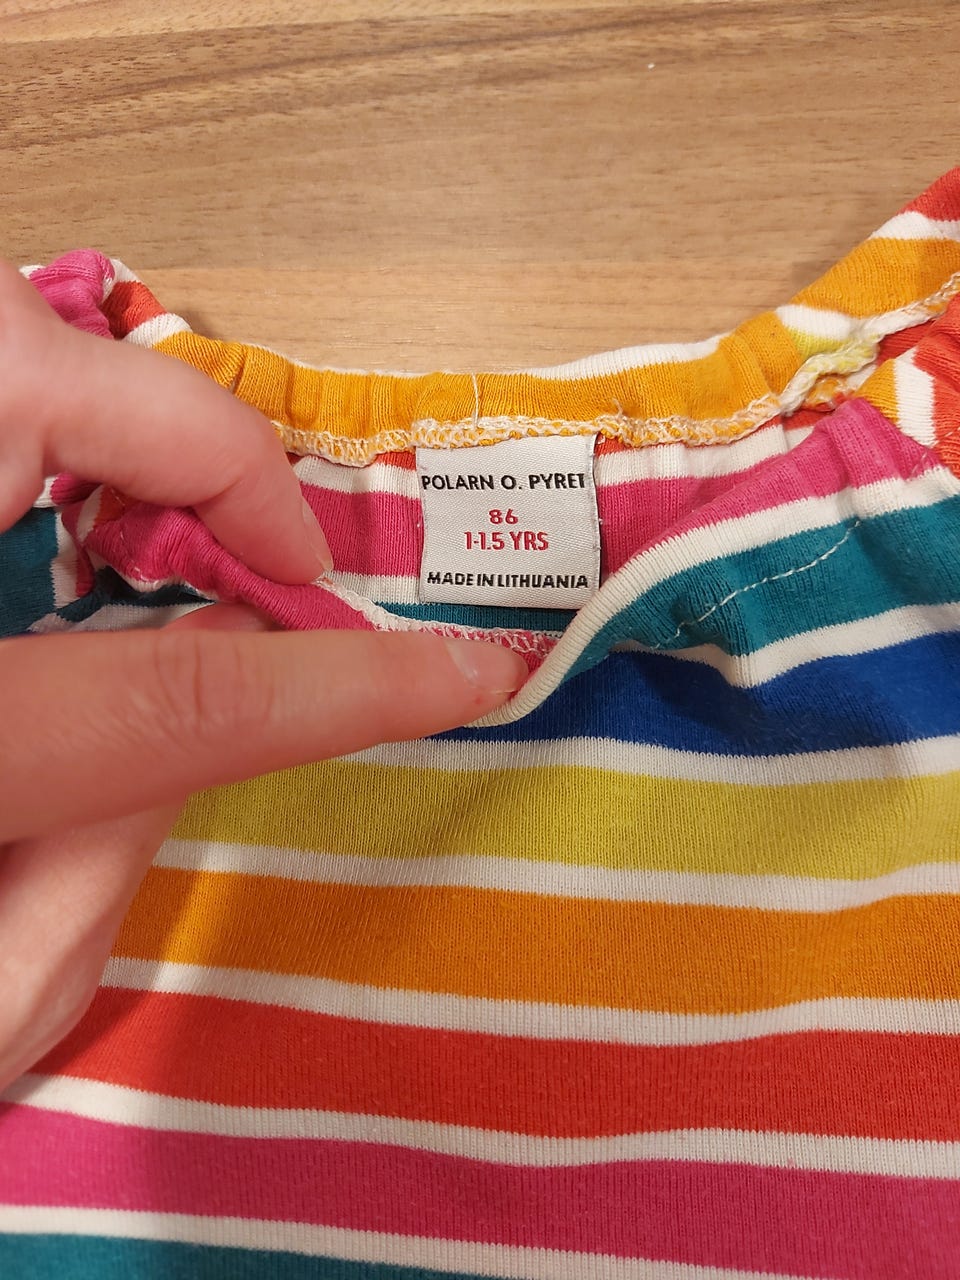 POLARN O. PYRET
86
1-1.5 YRS
MADE IN LITHUANIA